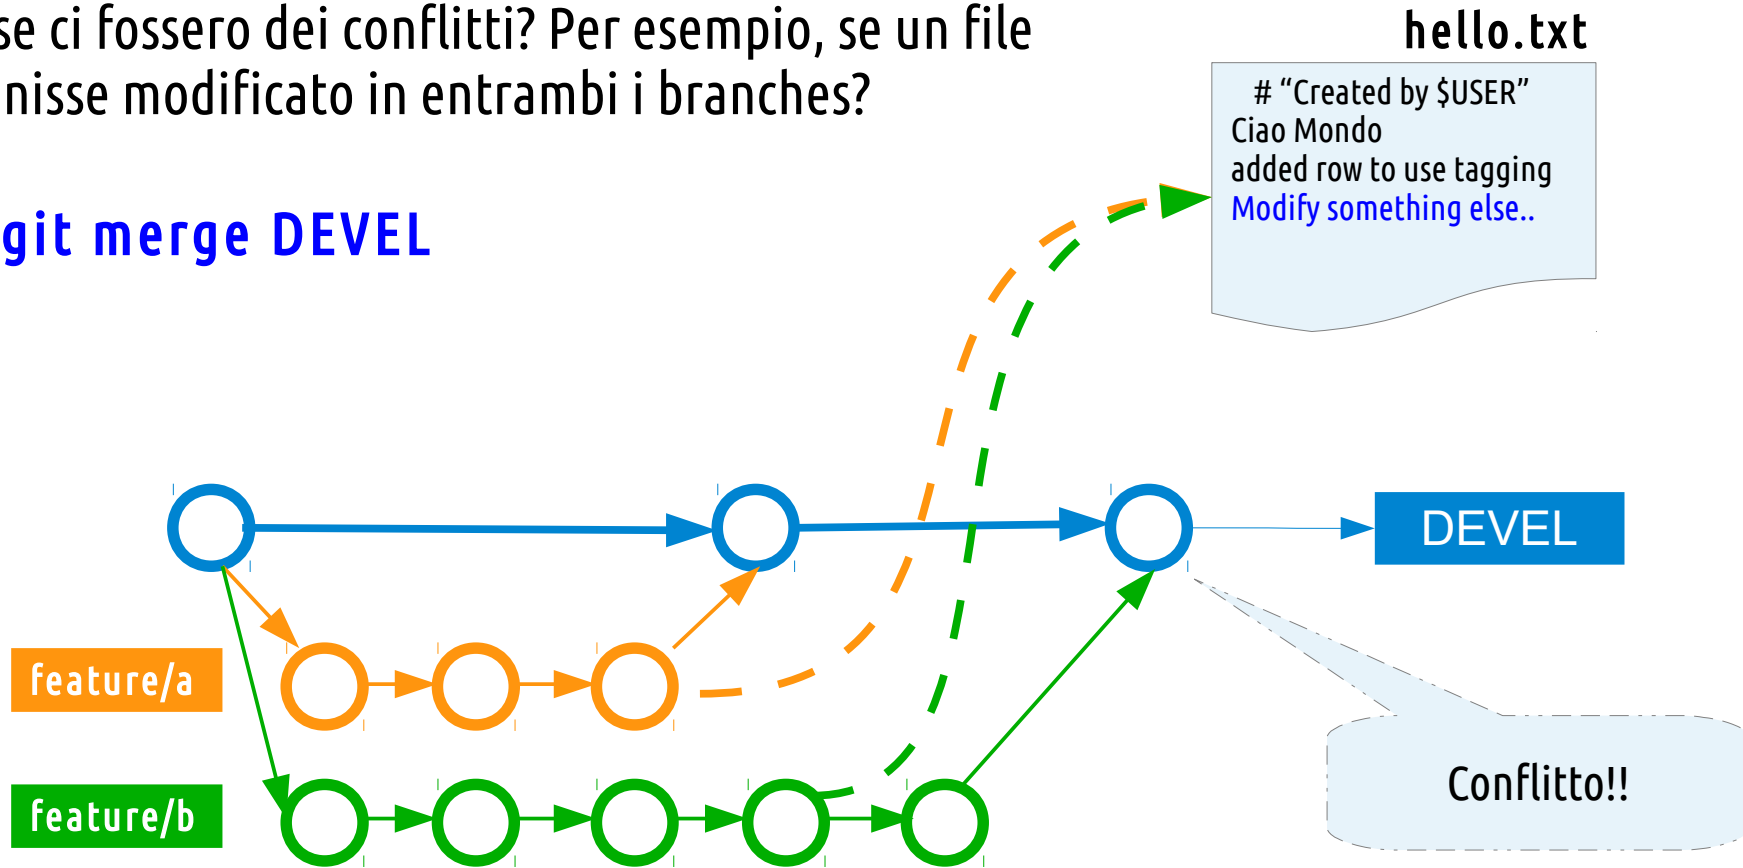 se ci fossero dei conflitti? Per esempio, se un file
nisse modificato in entrambi i branches?
git merge DEVEL
hello.txt
# “Created by $USER”
Ciao Mondo
added row to use tagging
Modify something else..
DEVEL
feature/a
feature/b
Conflitto!!